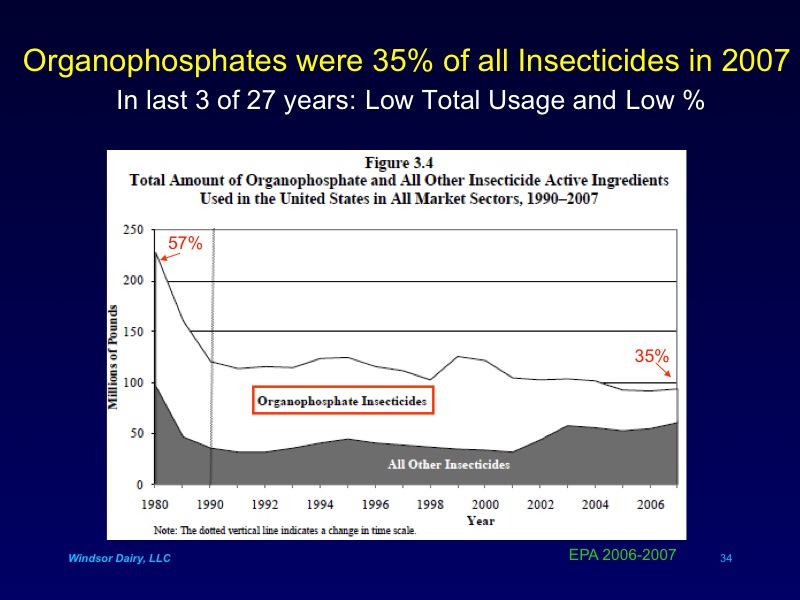 Organophosphates were 35% of all Insecticides in 2007
In last 3 of 27 years: Low Total Usage and Low %
Figure 3.4
Total Amount of Organophosphate and All Other Insecticide Active Ingredients
Used in the United States in All Market Sectors, 1990–2007
250
57%
200
150
35%
Millions of Pounds
100
Organophosphate Insecticides
50
All Other Insecticides
0
1980 1990 1992 1994 1996 1998 2000 2002 2004 2006
Year
Note: The dotted vertical line indicates a change in time scale.
Windsor Dairy, LLC
EPA 2006-2007
34